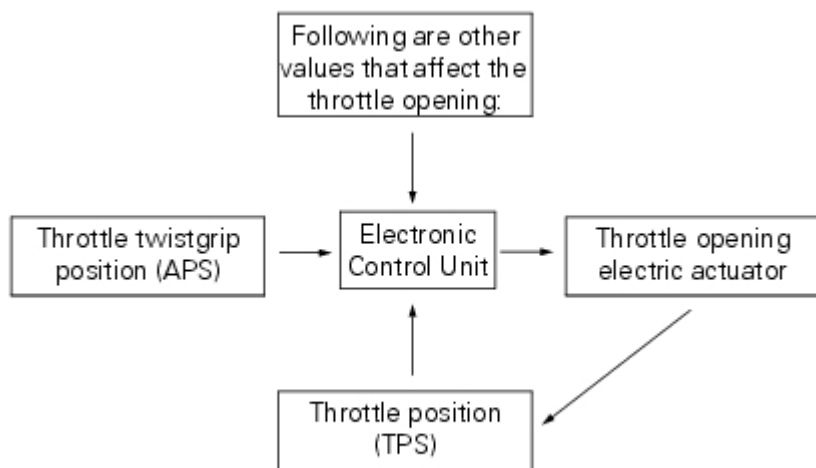 Following are other
values that affect the
throttle opening:
Throttle twistgrip
position (APS)
Electronic
Control Unit
Throttle opening
electric actuator
Throttle position
(TPS)